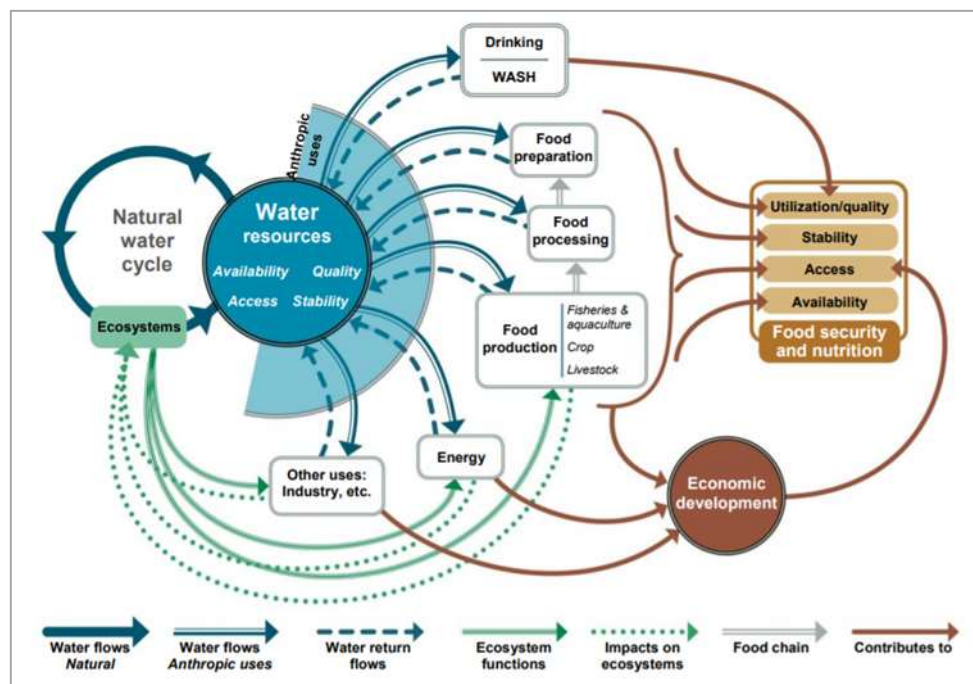 Drinking
WASH
Anthropic
uses
Food
preparation
Natural
water
cycle
Water
resources
Availability Quality
Access Stability
Food
processing
Utilization/quality
Stability
Access
Availability
Food security
and nutrition
Ecosystems
Food
production
Fisheries &
aquaculture
Crop
Livestock
Other uses:
Industry, etc.
Energy
Economic
development
Water flows
Natural
Water flows
Anthropic uses
Water return
flows
Ecosystem
functions
Impacts on
ecosystems
Food chain
Contributes to